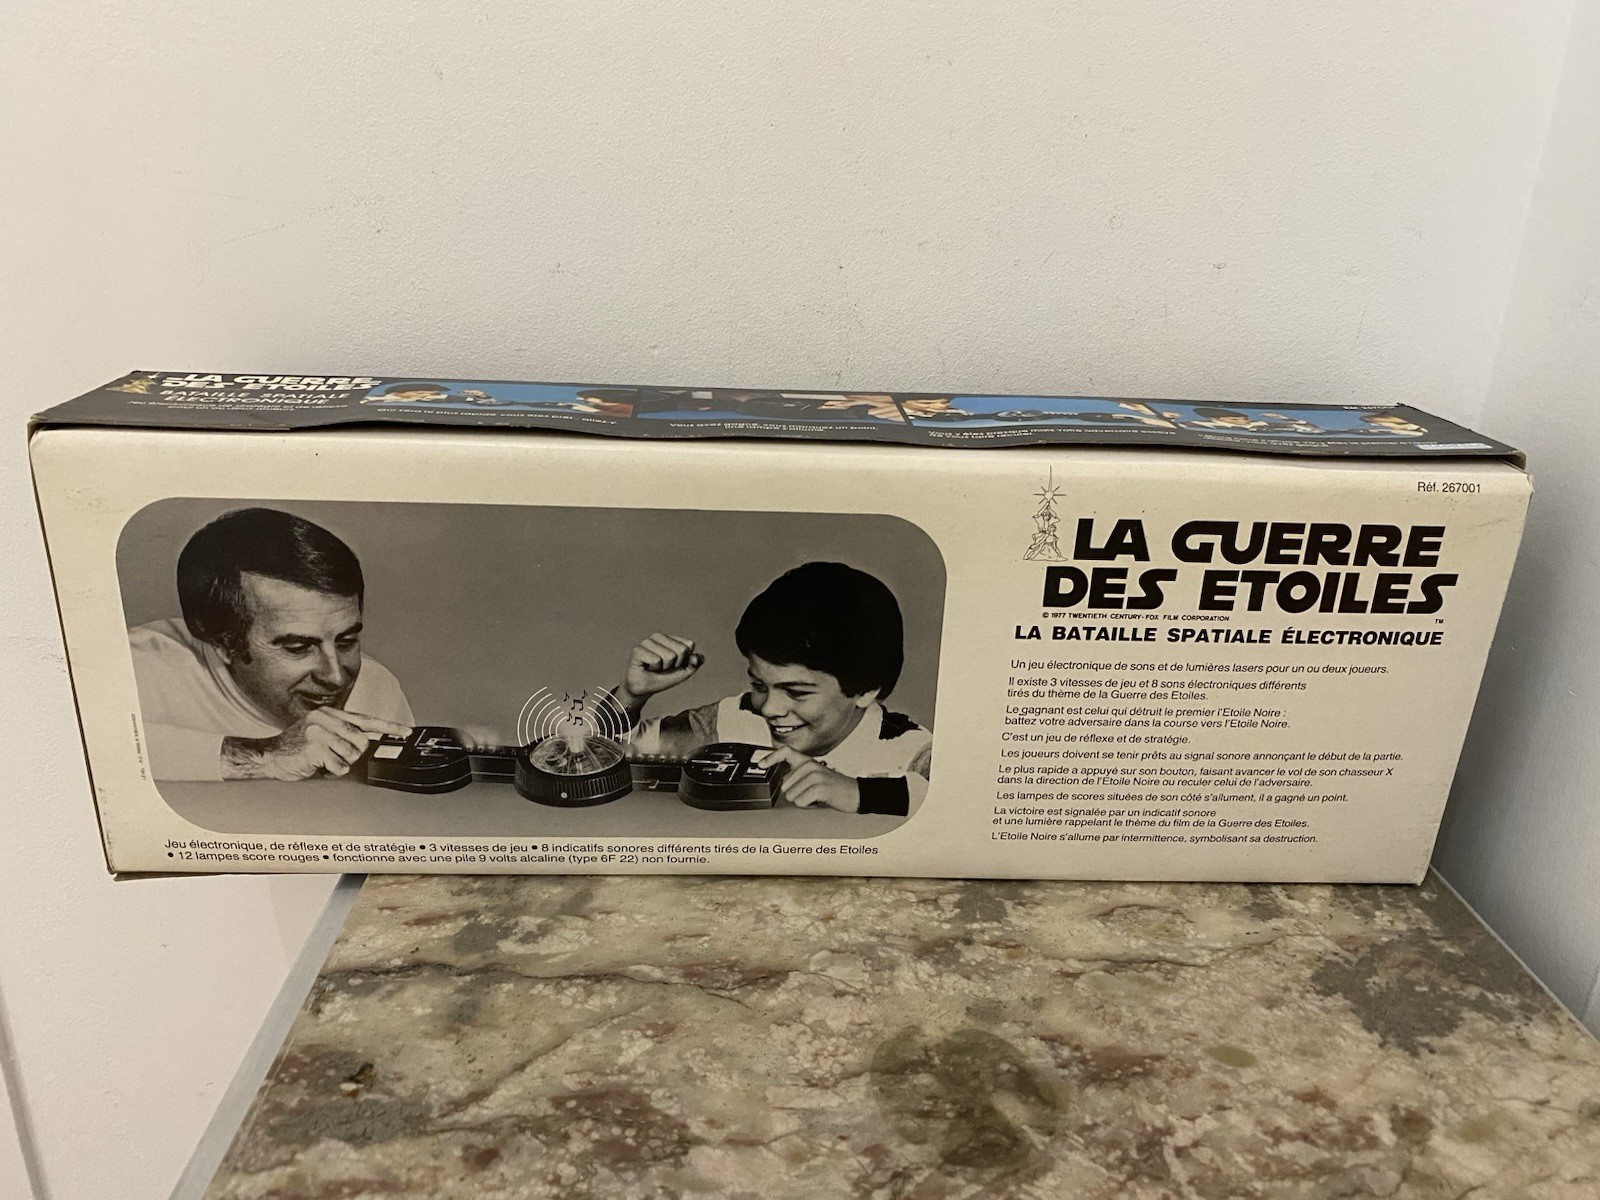 LA GUERRE
DES ETOILES
BATAILLE SPATIALE
ÉLECTRONIQUE
Vous avez gagné, vous marquez un point,
Réf. 267001
LA GUERRE
DES ETOILES
TM
© 1977 TWENTIETH CENTURY-FOX FILM CORPORATION
LA BATAILLE SPATIALE ÉLECTRONIQUE
Un jeu électronique de sons et de lumières lasers pour un ou deux joueurs.
Il existe 3 vitesses de jeu et 8 sons électroniques différents
tirés du thème de la Guerre des Etoiles.
Le gagnant est celui qui détruit le premier l'Etoile Noire :
battez votre adversaire dans la course vers l'Etoile Noire.
C'est un jeu de réflexe et de stratégie.
Les joueurs doivent se tenir prêts au signal sonore annonçant le début de la partie.
Le plus rapide a appuyé sur son bouton, faisant avancer le vol de son chasseur X
dans la direction de l'Etoile Noire ou reculer celui de l'adversaire.
Les lampes de scores situées de son côté s'allument, il a gagné un point.
La victoire est signalée par un indicatif sonore
et une lumière rappelant le thème du film de la Guerre des Etoiles.
L'Etoile Noire s'allume par intermittence, symbolisant sa destruction.
Jeu électronique, de réflexe et de stratégie • 3 vitesses de jeu • 8 indicatifs sonores différents tirés de la Guerre des Etoiles
• 12 lampes score rouges • fonctionne avec une pile 9 volts alcaline (type 6F 22) non fournie.